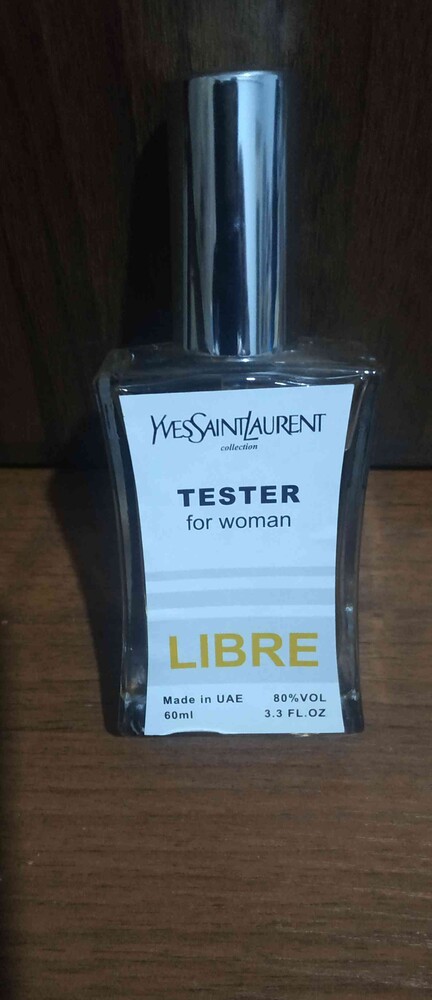 YVESSAINTLAURENT
collection
TESTER
for woman
LIBRE
Made in UAE 80%VOL
60ml 3.3 FL.OZ